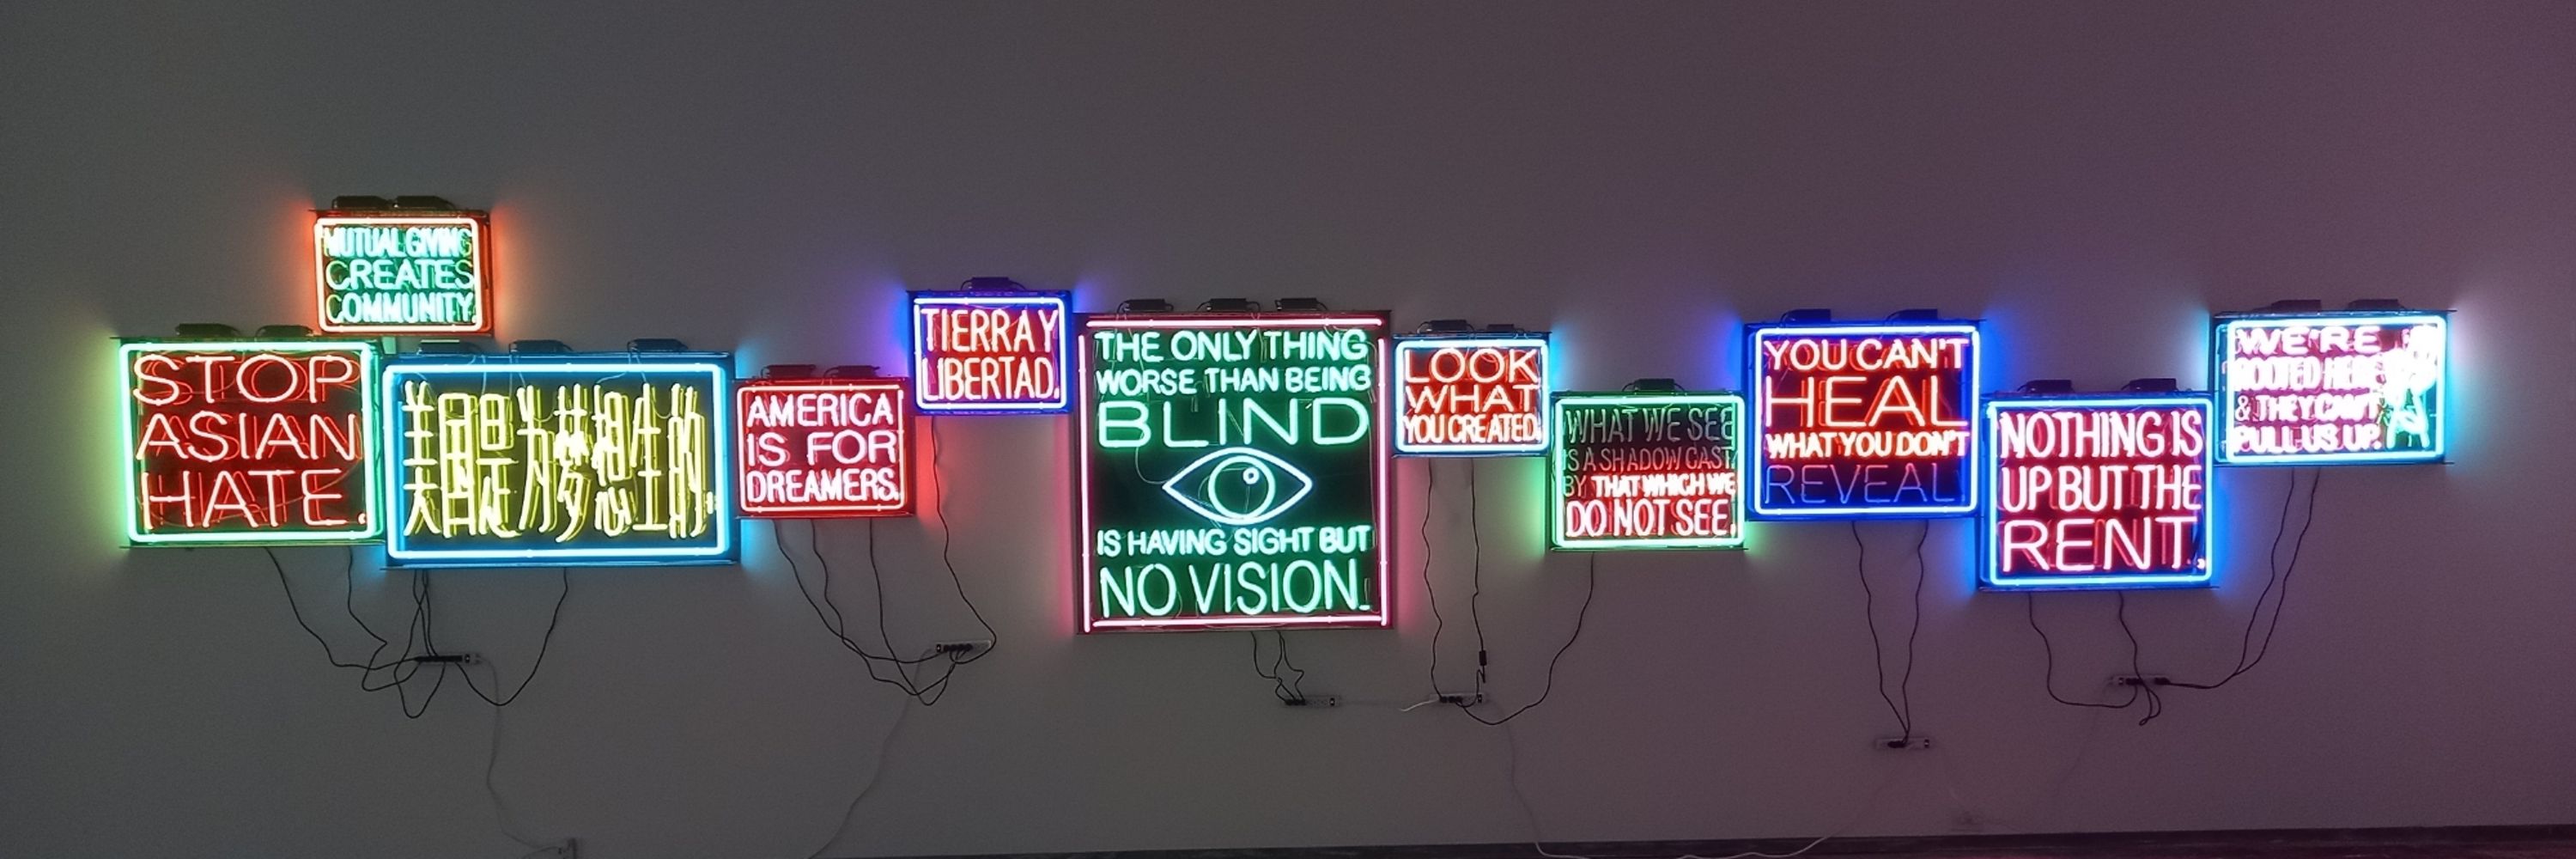 MUTUAL GIVING
CREATES
COMMUNITY.
STOP
ASIAN
HATE.
美国是为梦想生的.
AMERICA
IS FOR
DREAMERS.
TIERRA Y
LIBERTAD.
THE ONLY THING
WORSE THAN BEING
BLIND
IS HAVING SIGHT BUT
NO VISION.
LOOK
WHAT
YOU CREATED.
WHAT WE SEE
IS A SHADOW CAST
BY THAT WHICH WE
DO NOT SEE.
YOU CAN'T
HEAL
WHAT YOU DON'T
REVEAL
NOTHING IS
UP BUT THE
RENT.
WE'RE
ROOTED HERE
& THEY CAN'T
PULL US UP.